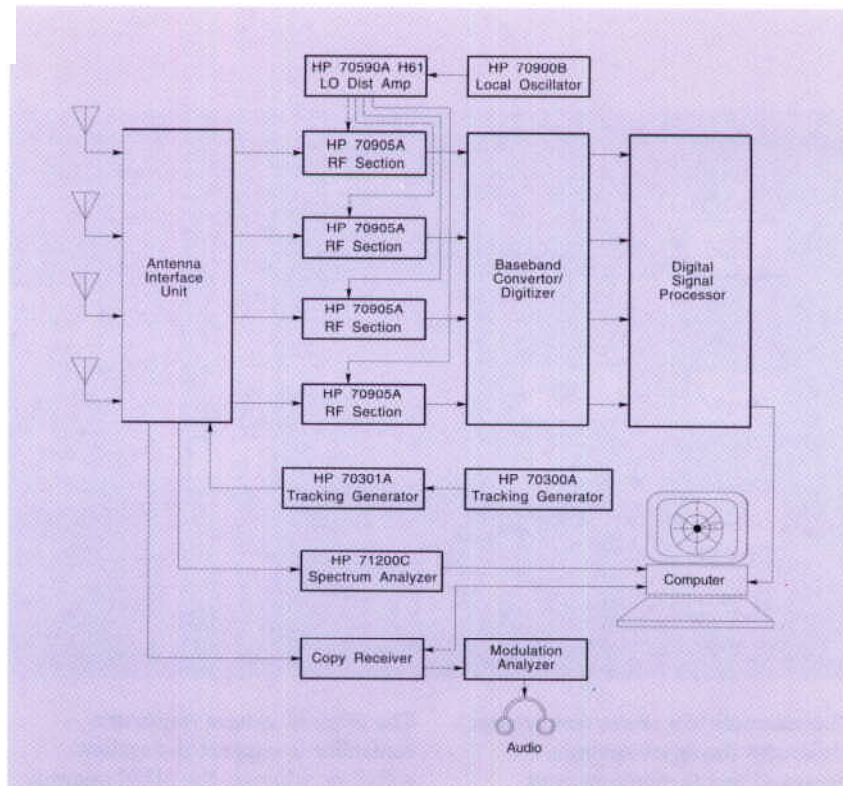 HP 70590A H61
LO Dist Amp
HP 70900B
Local Oscillator
HP 70905A
RF Section
HP 70905A
RF Section
HP 70905A
RF Section
HP 70905A
RF Section
Antenna
Interface
Unit
Baseband
Convertor/
Digitizer
Digital
Signal
Processor
HP 70301A
Tracking Generator
HP 70300A
Tracking Generator
HP 71200C
Spectrum Analyzer
Computer
Copy Receiver
Modulation
Analyzer
Audio